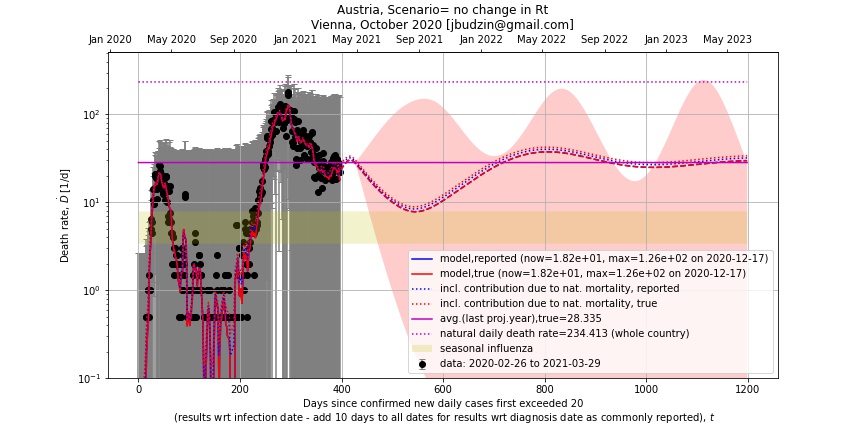 Austria, Scenario= no change in Rt
Vienna, October 2020 [jbudzin@gmail.com]
Jan 2020 May 2020 Sep 2020 Jan 2021 May 2021 Sep 2021 Jan 2022 May 2022 Sep 2022 Jan 2023 May 2023
10²
10¹
10⁰
10⁻¹
Death rate, Ḋ [1/d]
model,reported (now=1.82e+01, max=1.26e+02 on 2020-12-17)
model,true (now=1.82e+01, max=1.26e+02 on 2020-12-17)
incl. contribution due to nat. mortality, reported
incl. contribution due to nat. mortality, true
avg.(last proj.year),true=28.335
natural daily death rate=234.413 (whole country)
seasonal influenza
data: 2020-02-26 to 2021-03-29
0 200 400 600 800 1000 1200
Days since confirmed new daily cases first exceeded 20
(results wrt infection date - add 10 days to all dates for results wrt diagnosis date as commonly reported), t